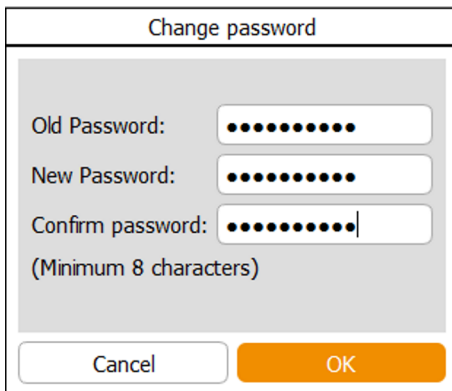 Change password
Old Password: ●●●●●●●●●●
New Password: ●●●●●●●●●●
Confirm password: ●●●●●●●●●●
(Minimum 8 characters)
Cancel OK